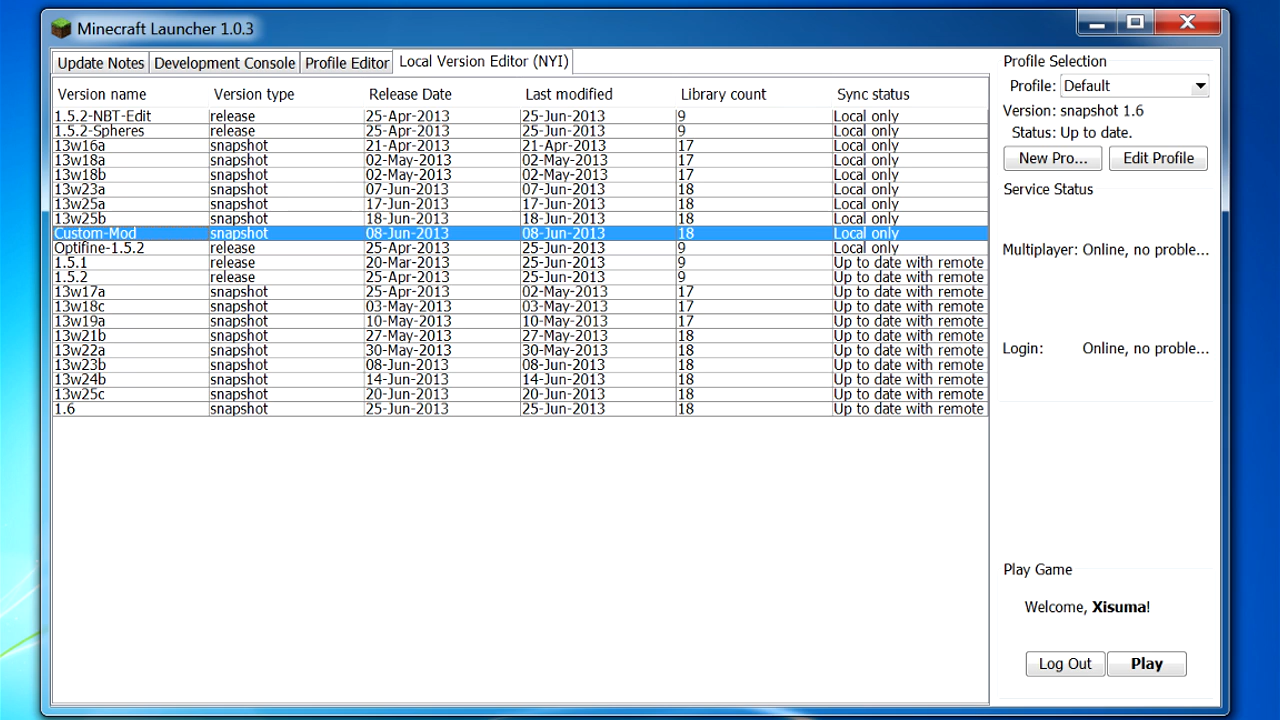 Minecraft Launcher 1.0.3
Update Notes Development Console Profile Editor Local Version Editor (NYI)
Version name Version type Release Date Last modified Library count Sync status
1.5.2-NBT-Edit release 25-Apr-2013 25-Jun-2013 9 Local only
1.5.2-Spheres release 25-Apr-2013 25-Jun-2013 9 Local only
13w16a snapshot 21-Apr-2013 21-Apr-2013 17 Local only
13w18a snapshot 02-May-2013 02-May-2013 17 Local only
13w18b snapshot 02-May-2013 02-May-2013 17 Local only
13w23a snapshot 07-Jun-2013 07-Jun-2013 18 Local only
13w25a snapshot 17-Jun-2013 17-Jun-2013 18 Local only
13w25b snapshot 18-Jun-2013 18-Jun-2013 18 Local only
Custom-Mod snapshot 08-Jun-2013 08-Jun-2013 18 Local only
Optifine-1.5.2 release 25-Apr-2013 25-Jun-2013 9 Local only
1.5.1 release 20-Mar-2013 25-Jun-2013 9 Up to date with remote
1.5.2 release 25-Apr-2013 25-Jun-2013 9 Up to date with remote
13w17a snapshot 25-Apr-2013 02-May-2013 17 Up to date with remote
13w18c snapshot 03-May-2013 03-May-2013 17 Up to date with remote
13w19a snapshot 10-May-2013 10-May-2013 17 Up to date with remote
13w21b snapshot 27-May-2013 27-May-2013 18 Up to date with remote
13w22a snapshot 30-May-2013 30-May-2013 18 Up to date with remote
13w23b snapshot 08-Jun-2013 08-Jun-2013 18 Up to date with remote
13w24b snapshot 14-Jun-2013 14-Jun-2013 18 Up to date with remote
13w25c snapshot 20-Jun-2013 20-Jun-2013 18 Up to date with remote
1.6 snapshot 25-Jun-2013 25-Jun-2013 18 Up to date with remote
Profile Selection
Profile: Default
Version: snapshot 1.6
Status: Up to date.
New Pro... Edit Profile
Service Status
Multiplayer: Online, no proble...
Login: Online, no proble...
Play Game
Welcome, Xisuma!
Log Out Play